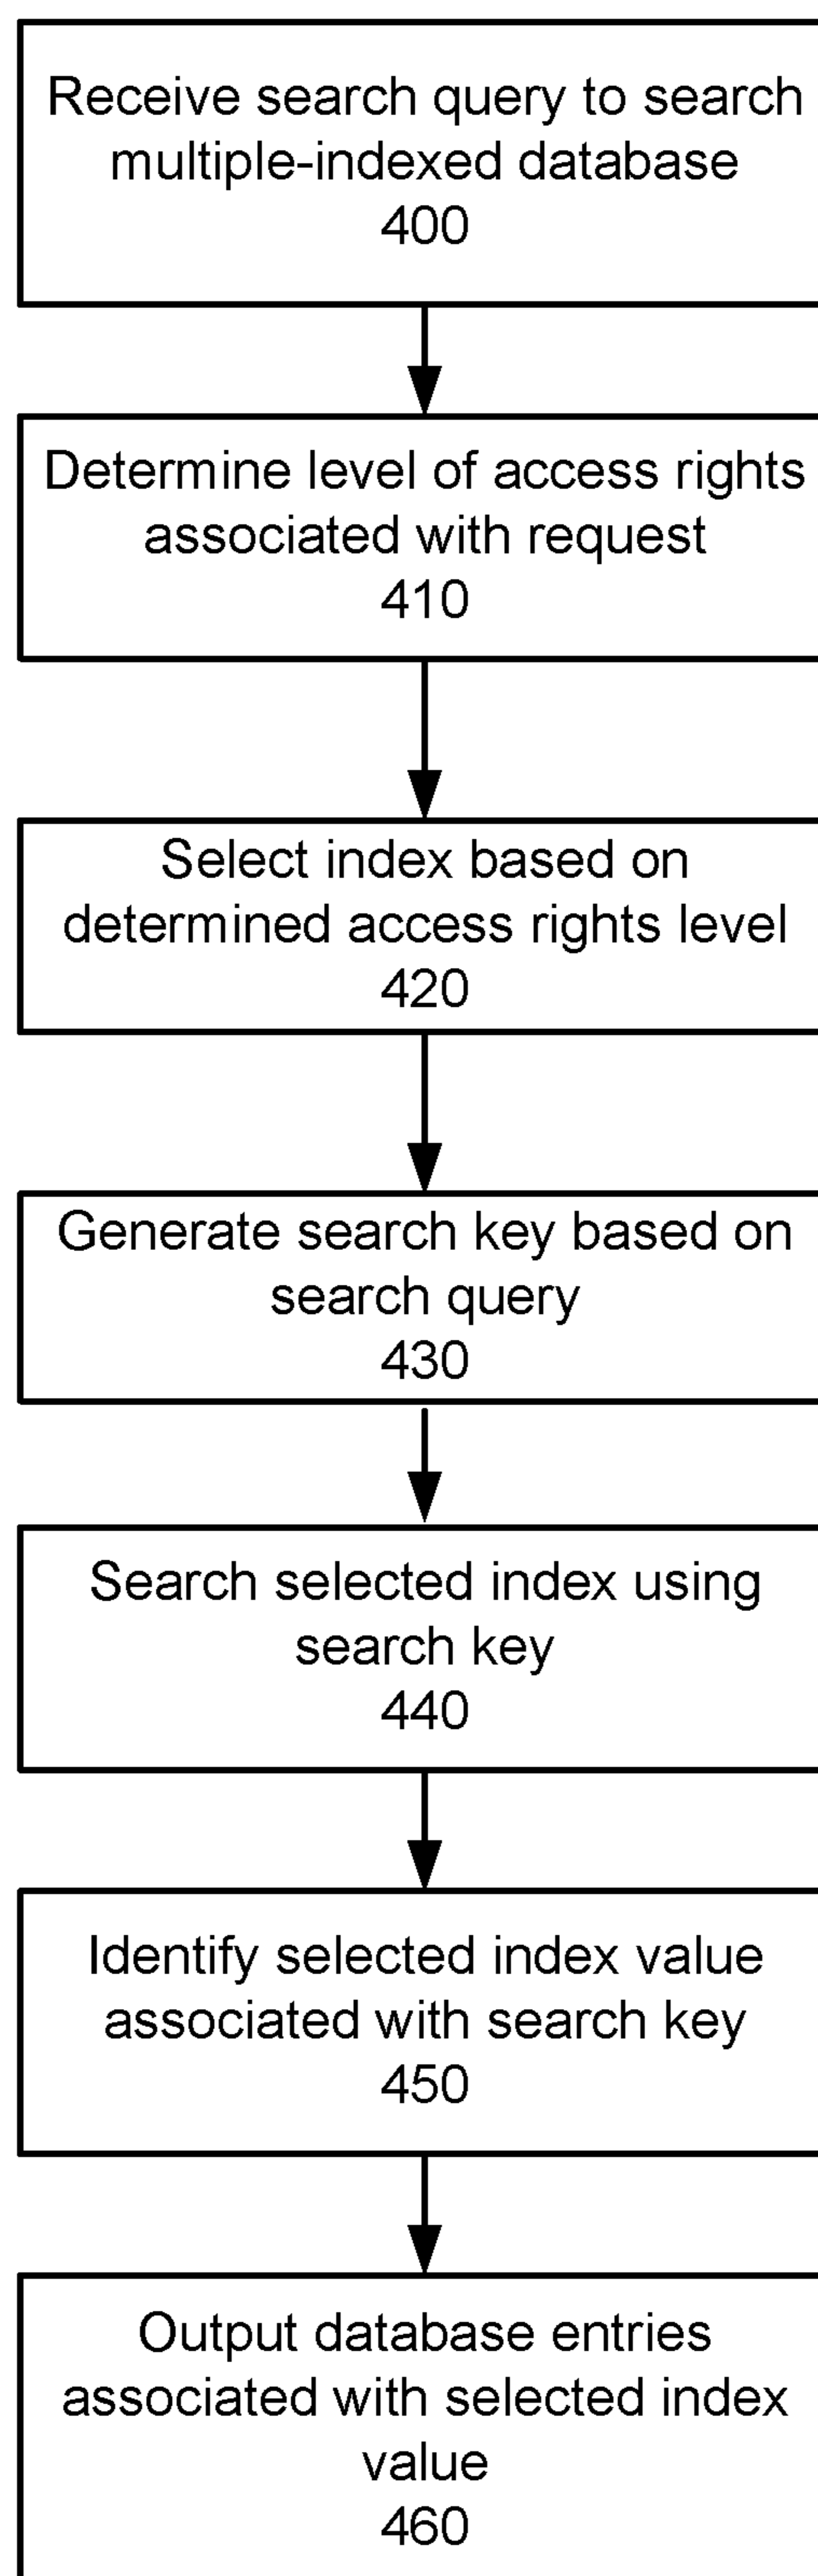 Receive search query to search
multiple-indexed database
400
Determine level of access rights
associated with request
410
Select index based on
determined access rights level
420
Generate search key based on
search query
430
Search selected index using
search key
440
Identify selected index value
associated with search key
450
Output database entries
associated with selected index
value
460